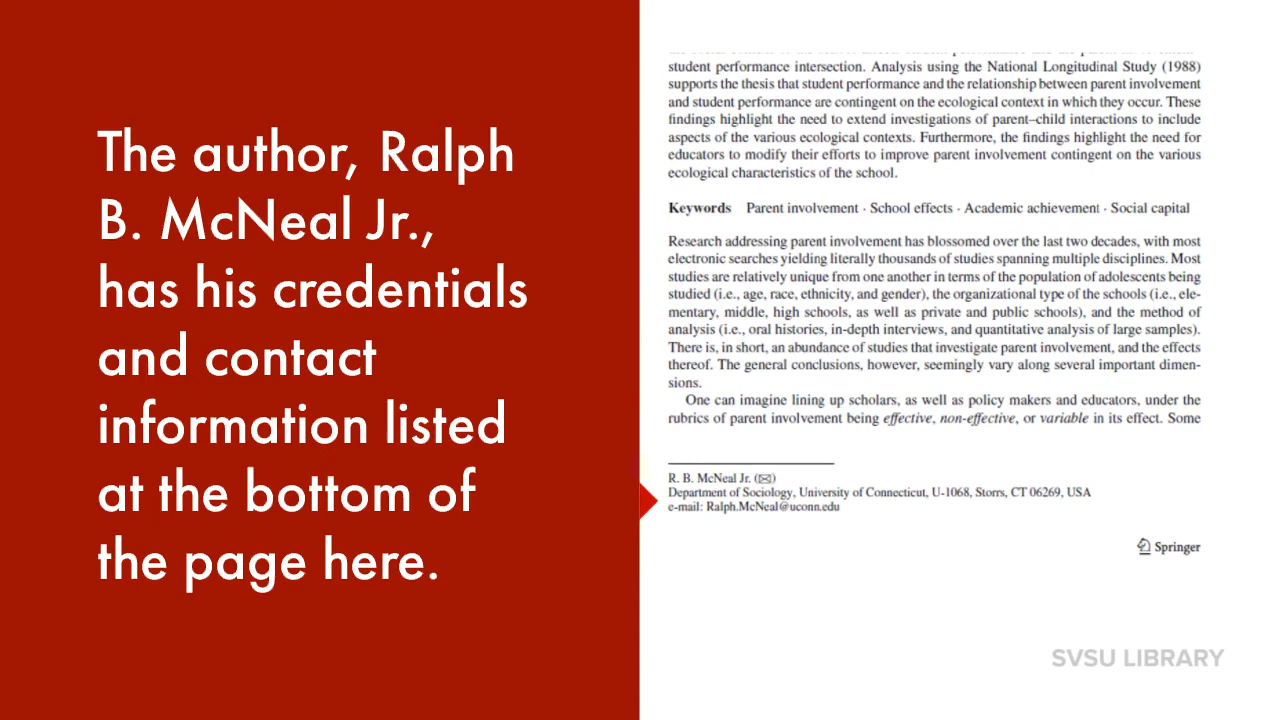 The author, Ralph
B. McNeal Jr.,
has his credentials
and contact
information listed
at the bottom of
the page here.
student performance intersection. Analysis using the National Longitudinal Study (1988)
supports the thesis that student performance and the relationship between parent involvement
and student performance are contingent on the ecological context in which they occur. These
findings highlight the need to extend investigations of parent–child interactions to include
aspects of the various ecological contexts. Furthermore, the findings highlight the need for
educators to modify their efforts to improve parent involvement contingent on the various
ecological characteristics of the school.
Keywords Parent involvement · School effects · Academic achievement · Social capital
Research addressing parent involvement has blossomed over the last two decades, with most
electronic searches yielding literally thousands of studies spanning multiple disciplines. Most
studies are relatively unique from one another in terms of the population of adolescents being
studied (i.e., age, race, ethnicity, and gender), the organizational type of the schools (i.e., ele-
mentary, middle, high schools, as well as private and public schools), and the method of
analysis (i.e., oral histories, in-depth interviews, and quantitative analysis of large samples).
There is, in short, an abundance of studies that investigate parent involvement, and the effects
thereof. The general conclusions, however, seemingly vary along several important dimen-
sions.
One can imagine lining up scholars, as well as policy makers and educators, under the
rubrics of parent involvement being effective, non-effective, or variable in its effect. Some
R. B. McNeal Jr. (✉)
Department of Sociology, University of Connecticut, U-1068, Storrs, CT 06269, USA
e-mail: Ralph.McNeal@uconn.edu
Springer
SVSU LIBRARY